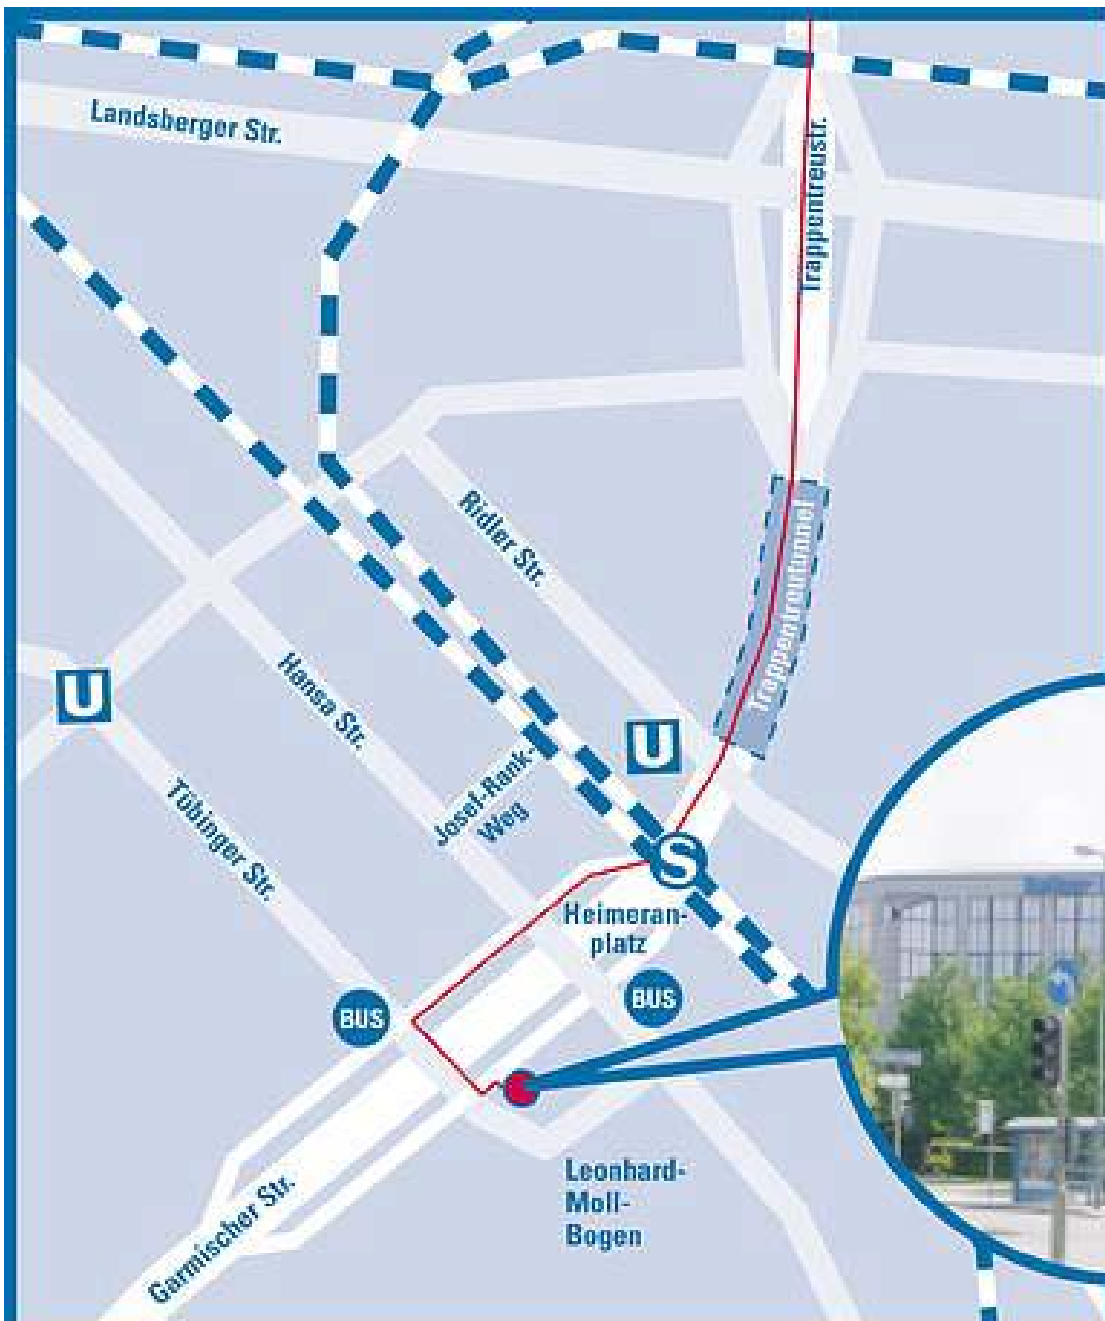 Landsberger Str.
Trappentreustr.
Ridler Str.
Trappentreutunnel
Hansa Str.
U
U
Josef-Rank-
Weg
Tübinger Str.
S
Heimeran-
platz
BUS
BUS
Leonhard-
Moll-
Bogen
Garmischer Str.